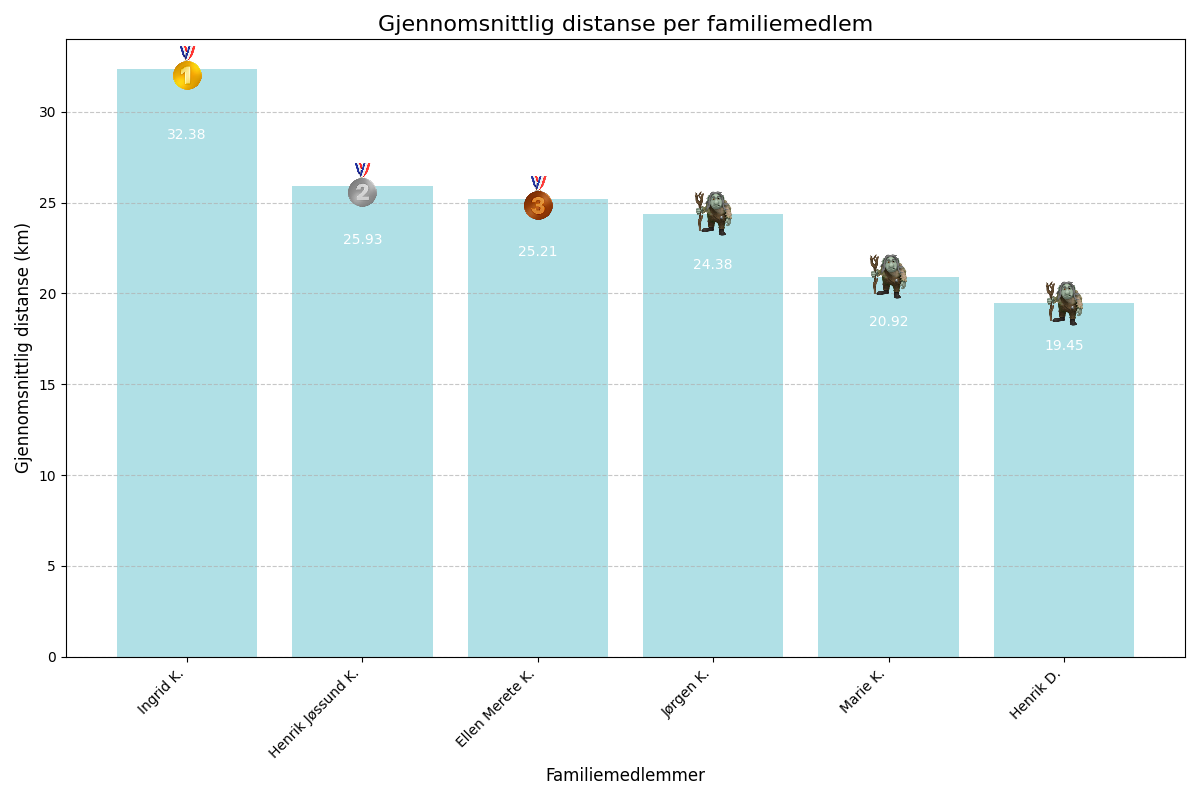 Gjennomsnittlig distanse per familiemedlem
Gjennomsnittlig distanse (km)
30
25
20
15
10
5
0
1
2
3
32.38
25.93
25.21
24.38
20.92
19.45
Ingrid K.
Henrik Jøssund K.
Ellen Merete K.
Jørgen K.
Marie K.
Henrik D.
Familiemedlemmer